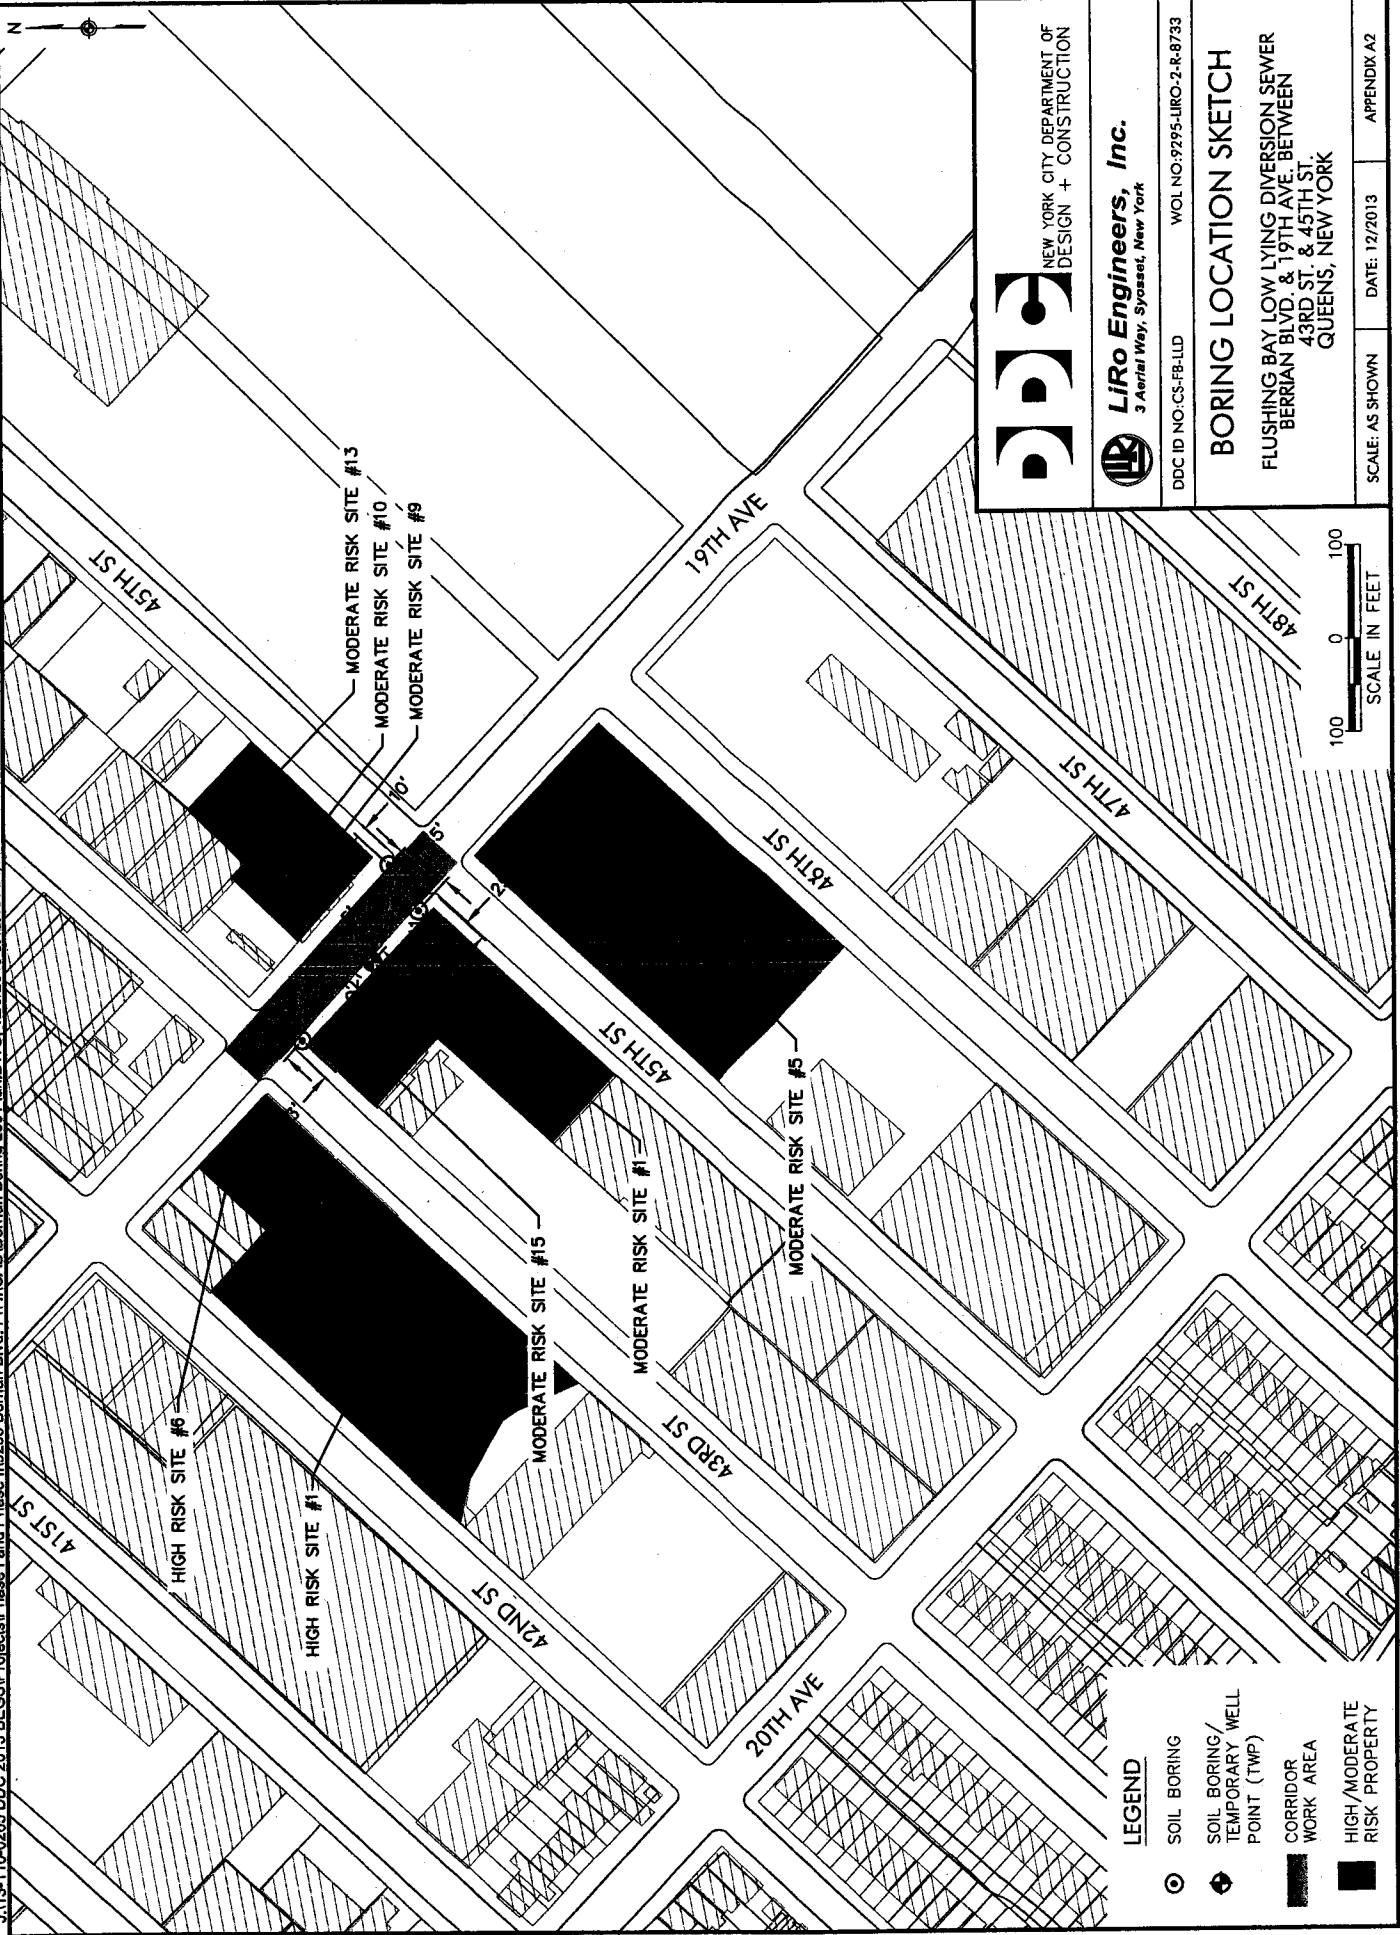 N
45TH ST
MODERATE RISK SITE #13
MODERATE RISK SITE #10
MODERATE RISK SITE #9
19TH AVE
10'
5'
45TH ST
46TH ST
47TH ST
48TH ST
43RD ST
42ND ST
41ST ST
20TH AVE
HIGH RISK SITE #6
HIGH RISK SITE #1
MODERATE RISK SITE #15
MODERATE RISK SITE #1
MODERATE RISK SITE #5
LEGEND
SOIL BORING
SOIL BORING/
TEMPORARY WELL
POINT (TWP)
CORRIDOR
WORK AREA
HIGH/MODERATE
RISK PROPERTY
100 0 100
SCALE IN FEET
DDC
NEW YORK CITY DEPARTMENT OF
DESIGN + CONSTRUCTION
LiRo Engineers, Inc.
3 Aerial Way, Syosset, New York
DDC ID NO:CS-FB-LLD WOL NO:9295-LIRO-2-R-8733
BORING LOCATION SKETCH
FLUSHING BAY LOW LYING DIVERSION SEWER
BERRIAN BLVD. & 19TH AVE. BETWEEN
43RD ST. & 45TH ST.
QUEENS, NEW YORK
SCALE: AS SHOWN DATE: 12/2013 APPENDIX A2